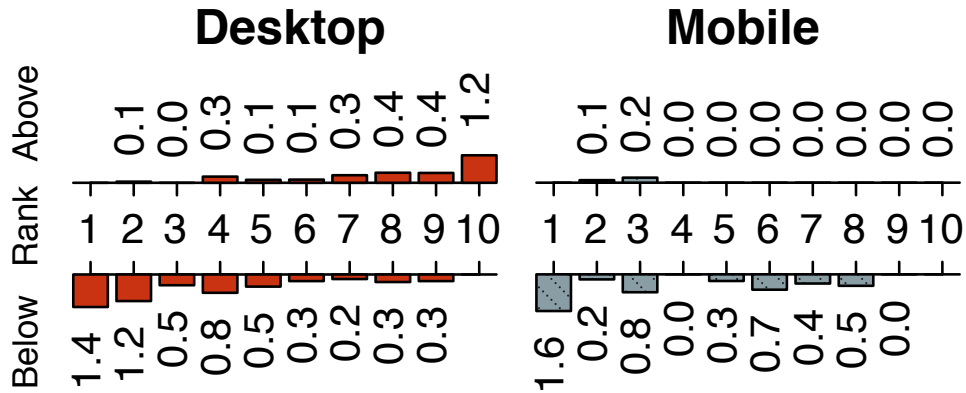 Desktop Mobile
Above 0.1 0.0 0.3 0.1 0.1 0.3 0.4 0.4 1.2 0.1 0.2 0.0 0.0 0.0 0.0 0.0 0.0 0.0
Rank 1 2 3 4 5 6 7 8 9 10 1 2 3 4 5 6 7 8 9 10
Below 1.4 1.2 0.5 0.8 0.5 0.3 0.2 0.3 0.3 1.6 0.2 0.8 0.0 0.3 0.7 0.4 0.5 0.0